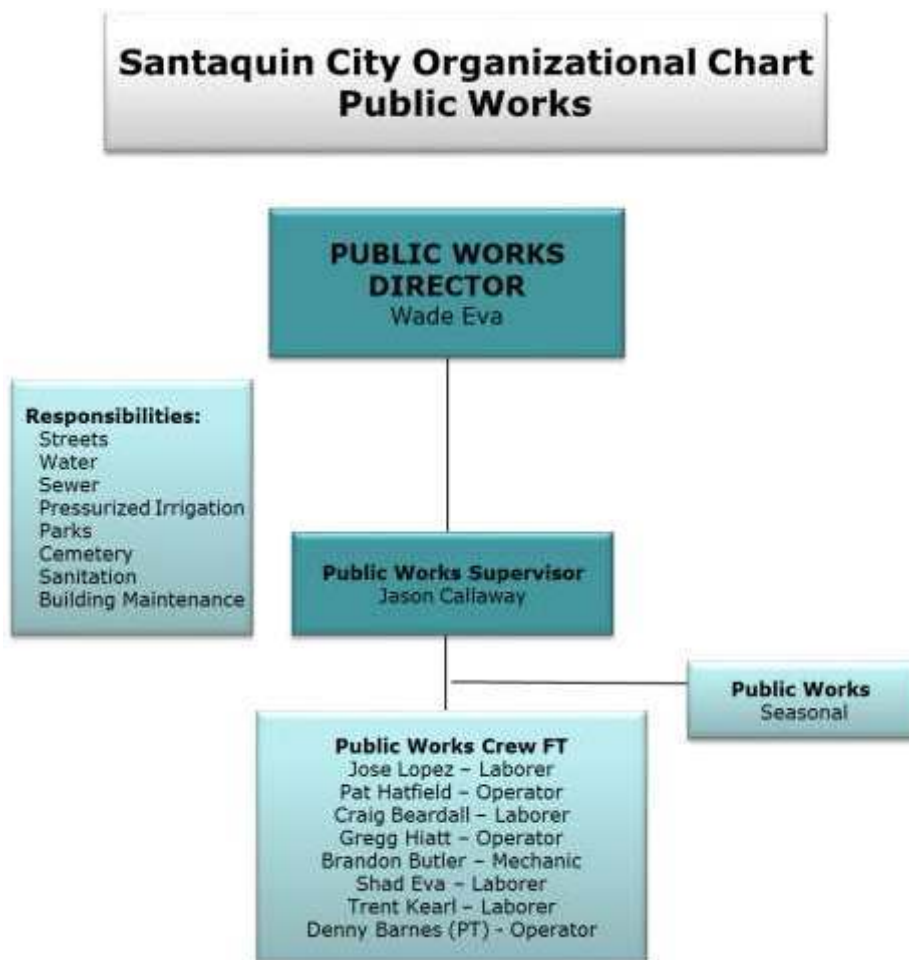 Santaquin City Organizational Chart
Public Works
PUBLIC WORKS
DIRECTOR
Wade Eva
Responsibilities:
Streets
Water
Sewer
Pressurized Irrigation
Parks
Cemetery
Sanitation
Building Maintenance
Public Works Supervisor
Jason Callaway
Public Works
Seasonal
Public Works Crew FT
Jose Lopez – Laborer
Pat Hatfield – Operator
Craig Beardall – Laborer
Gregg Hiatt – Operator
Brandon Butler – Mechanic
Shad Eva – Laborer
Trent Kearl – Laborer
Denny Barnes (PT) - Operator